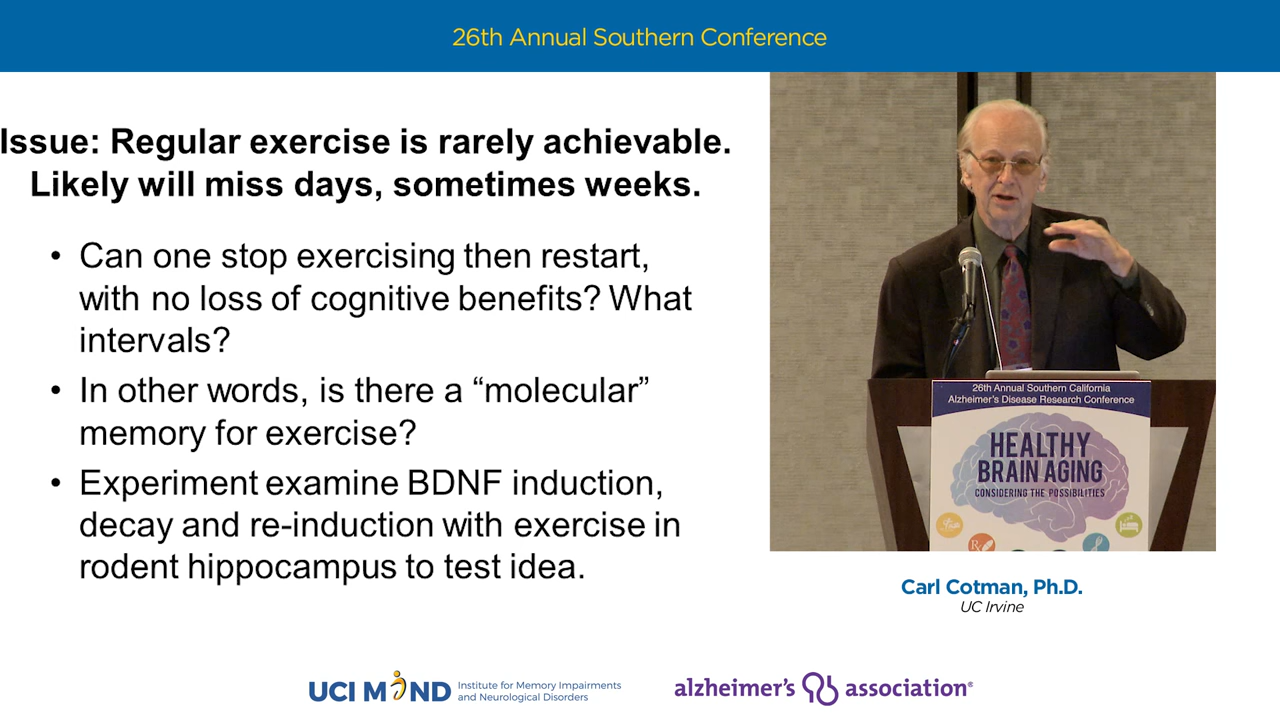 26th Annual Southern Conference
Issue: Regular exercise is rarely achievable.
Likely will miss days, sometimes weeks.
• Can one stop exercising then restart,
with no loss of cognitive benefits? What
intervals?
• In other words, is there a “molecular”
memory for exercise?
• Experiment examine BDNF induction,
decay and re-induction with exercise in
rodent hippocampus to test idea.
26th Annual Southern California
Alzheimer's Disease Research Conference
HEALTHY
BRAIN AGING
CONSIDERING THE POSSIBILITIES
Carl Cotman, Ph.D.
UC Irvine
UCI MIND
Institute for Memory Impairments
and Neurological Disorders
alzheimer's association®